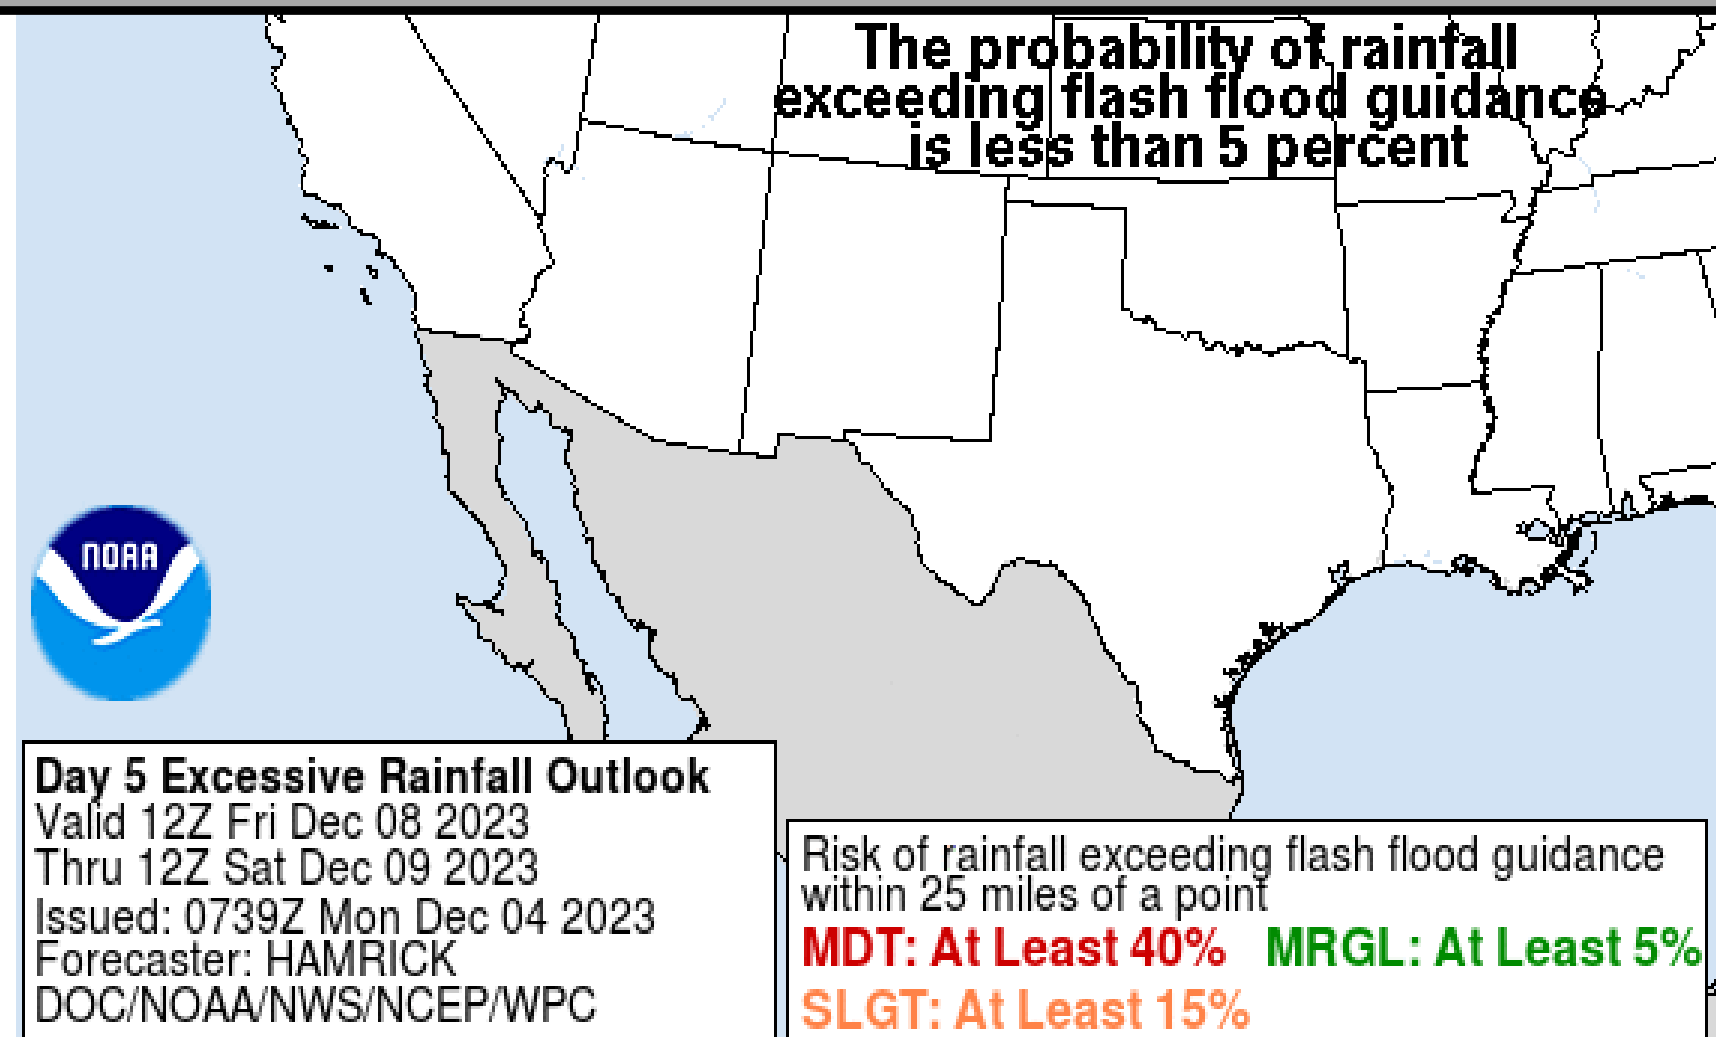 The probability of rainfall
exceeding flash flood guidance
is less than 5 percent
NOAA
Day 5 Excessive Rainfall Outlook
Valid 12Z Fri Dec 08 2023
Thru 12Z Sat Dec 09 2023
Issued: 0739Z Mon Dec 04 2023
Forecaster: HAMRICK
DOC/NOAA/NWS/NCEP/WPC
Risk of rainfall exceeding flash flood guidance
within 25 miles of a point
MDT: At Least 40% MRGL: At Least 5%
SLGT: At Least 15%